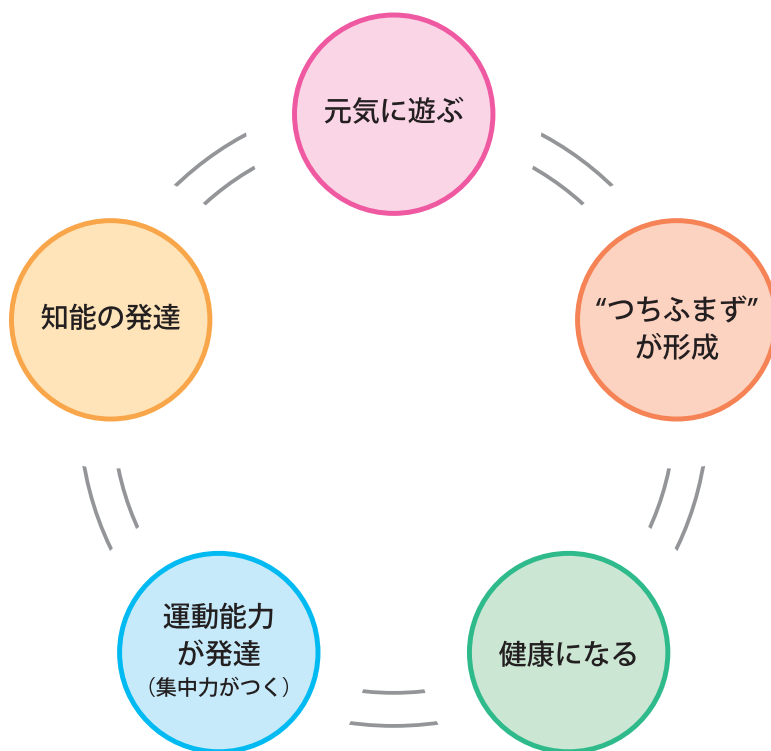 元気に遊ぶ
“つちふまず”
が形成
健康になる
運動能力
が発達
（集中力がつく）
知能の発達